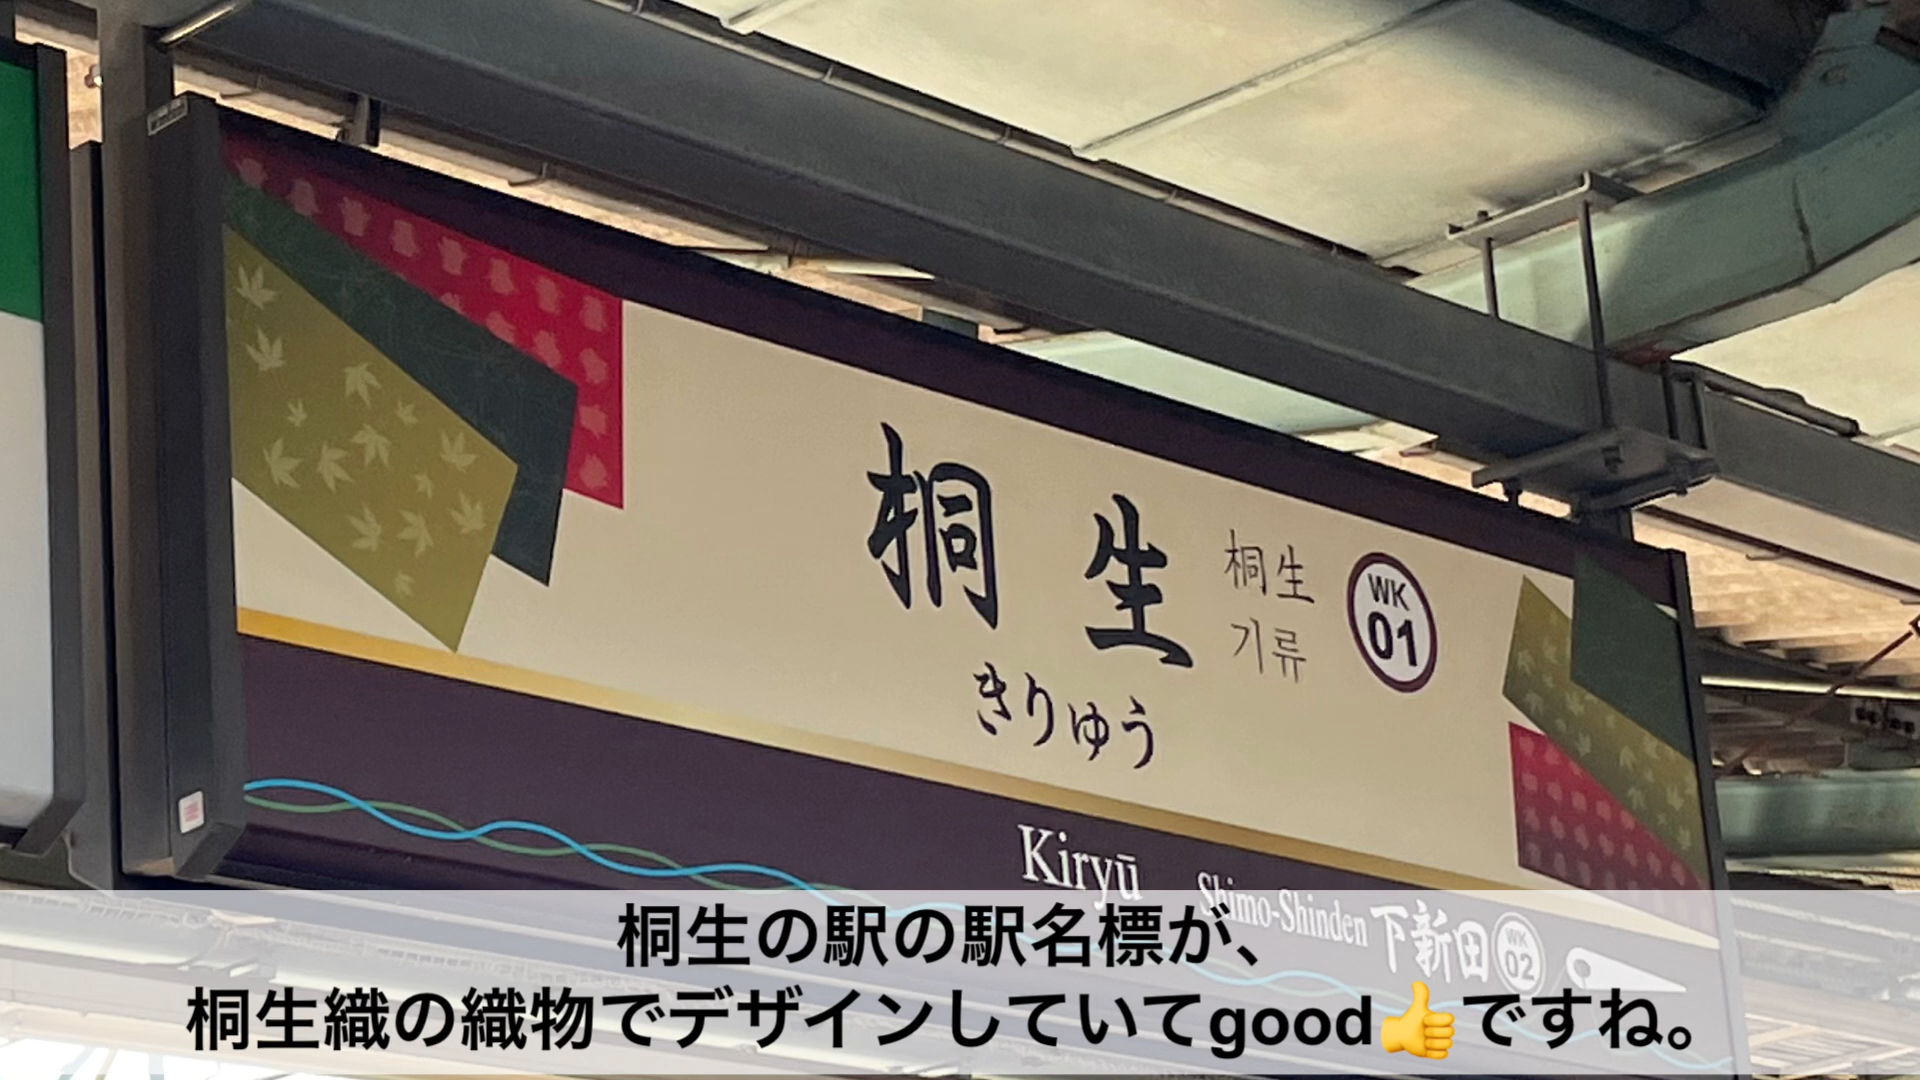 桐生
きりゅう
桐生
기류
WK
01
Kiryū
Shimo-Shinden 下新田 WK 02
桐生の駅の駅名標が、
桐生織の織物でデザインしていてgood👍ですね。